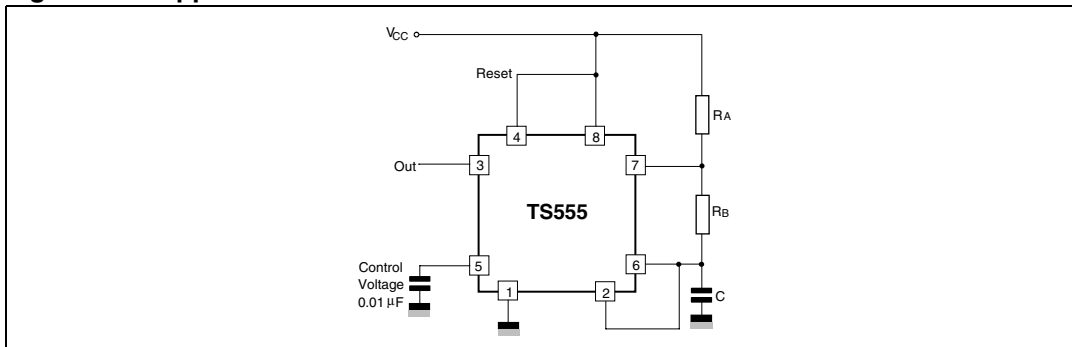 VCC
Reset
RA
4
8
Out
3
7
TS555
RB
5
6
Control
Voltage
0.01 µF
1
2
C